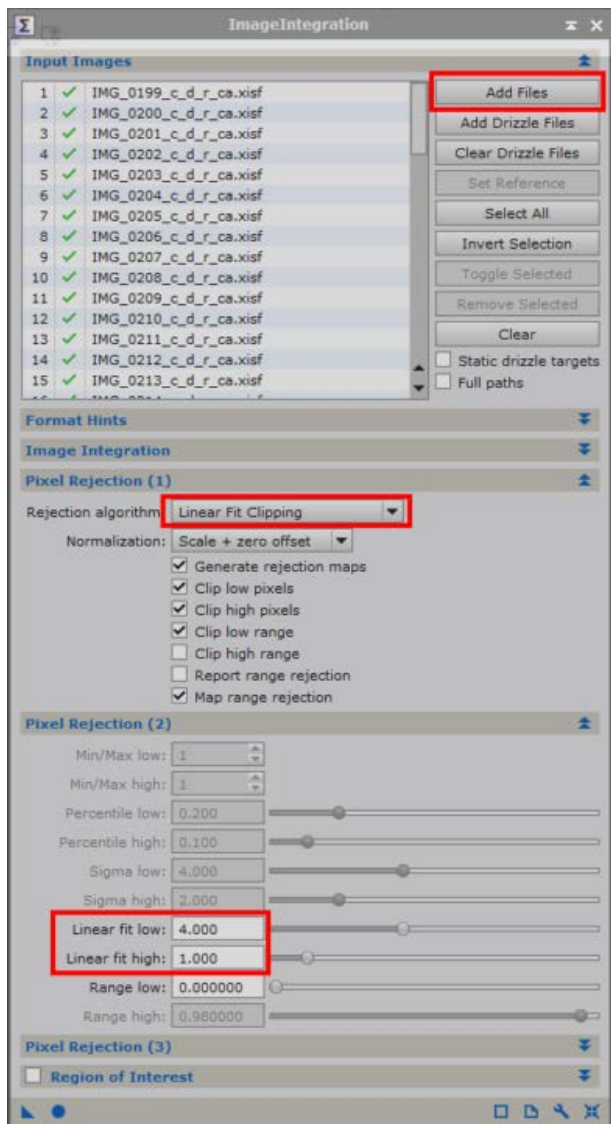 ImageIntegration
Input Images
1 IMG_0199_c_d_r_ca.xisf
2 IMG_0200_c_d_r_ca.xisf
3 IMG_0201_c_d_r_ca.xisf
4 IMG_0202_c_d_r_ca.xisf
5 IMG_0203_c_d_r_ca.xisf
6 IMG_0204_c_d_r_ca.xisf
7 IMG_0205_c_d_r_ca.xisf
8 IMG_0206_c_d_r_ca.xisf
9 IMG_0207_c_d_r_ca.xisf
10 IMG_0208_c_d_r_ca.xisf
11 IMG_0209_c_d_r_ca.xisf
12 IMG_0210_c_d_r_ca.xisf
13 IMG_0211_c_d_r_ca.xisf
14 IMG_0212_c_d_r_ca.xisf
15 IMG_0213_c_d_r_ca.xisf
Add Files
Add Drizzle Files
Clear Drizzle Files
Set Reference
Select All
Invert Selection
Toggle Selected
Remove Selected
Clear
Static drizzle targets
Full paths
Format Hints
Image Integration
Pixel Rejection (1)
Rejection algorithm Linear Fit Clipping
Normalization: Scale + zero offset
Generate rejection maps
Clip low pixels
Clip high pixels
Clip low range
Clip high range
Report range rejection
Map range rejection
Pixel Rejection (2)
Min/Max low: 1
Min/Max high: 1
Percentile low: 0.200
Percentile high: 0.100
Sigma low: 4.000
Sigma high: 2.000
Linear fit low: 4.000
Linear fit high: 1.000
Range low: 0.000000
Range high: 0.980000
Pixel Rejection (3)
Region of Interest